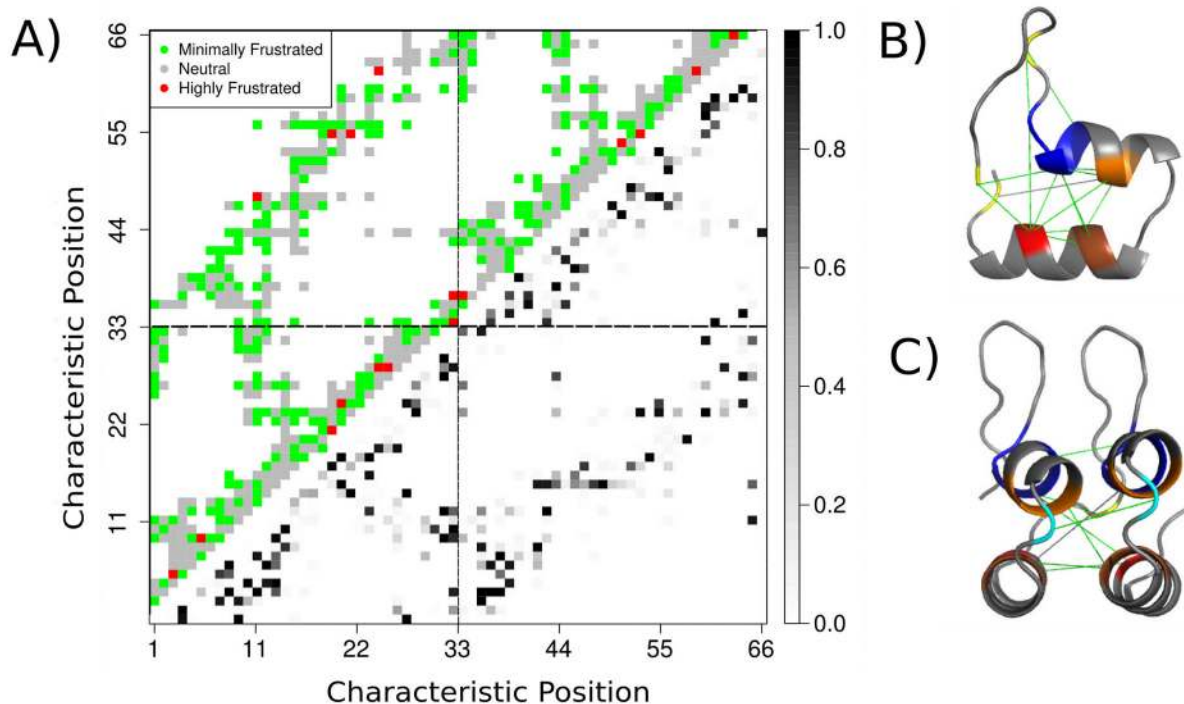 A)
Minimally Frustrated
Neutral
Highly Frustrated
66
55
44
33
22
11
Characteristic Position
1 11 22 33 44 55 66
Characteristic Position
1.0
0.8
0.6
0.4
0.2
0.0
B)
C)